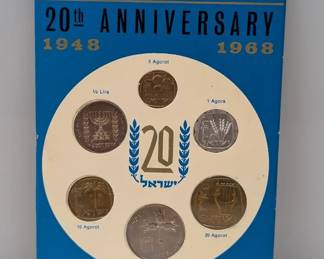 20th ANNIVERSARY
1948 1968
5 Agorot
½ Lira
1 Agora
20
ישראל
10 Agorot
25 Agorot